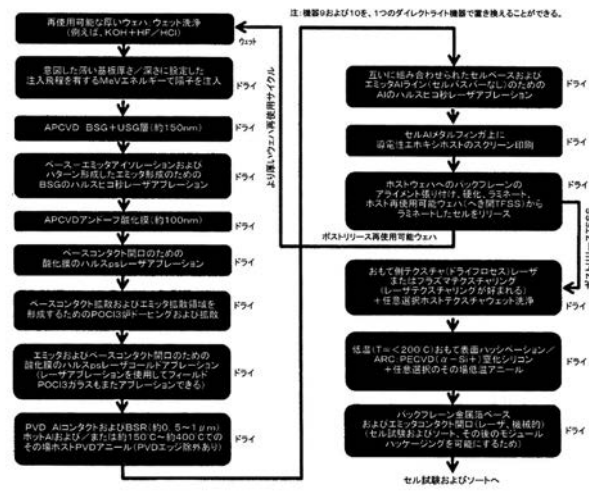 注:機器9および10を、1つのダイレクトライト機器で置き換えることができる。
再使用可能な厚いウェハ:ウェット洗浄
(例えば、KOH+HF/HCl)
ウェット
意図した薄い基板厚さ/深さに設定した
注入飛程を有するMeVエネルギーで陽子を注入
ドライ
APCVD BSG+USG層(約150nm)
ドライ
ベース-エミッタアイソレーションおよび
パターン形成したエミッタ形成のための
BSGのパルスピコ秒レーザアブレーション
ドライ
APCVDアンドープ酸化膜(約100nm)
ドライ
ベースコンタクト開口のための
酸化膜のパルスpsレーザアブレーション
ドライ
ベースコンタクト拡散およびエミッタ拡散領域を
形成するためのPOCl3炉ドーピングおよび拡散
ドライ
エミッタおよびベースコンタクト開口のための
酸化膜のパルスpsレーザコールドアブレーション
(レーザアブレーションを使用してフィールド
POCl3ガラスもまたアブレーションできる)
ドライ
PVD AlコンタクトおよびBSR(約0.5~1μm)
ホットAlおよび/または約150℃~約400℃での
その場ホストPVDアニール(PVDエッジ除外あり)
ドライ
より厚いウェハ再使用サイクル
互いに組み合わせられたセルベースおよび
エミッタAlライン(セルバスバーなし)のための
Alのパルスピコ秒レーザアブレーション
ドライ
セルAlメタルフィンガ上に
導電性エポキシポストのスクリーン印刷
ドライ
ホストウェハへのバックプレーンの
アライメント張り付け、硬化、ラミネート、
ホスト再使用可能ウェハ(へき開TFSS)から
ラミネートしたセルをリリース
ドライ
ポストリリース再使用可能ウェハ
ポストリリースTFSS
おもて側テクスチャ(ドライプロセス)レーザ
またはプラズマテクスチャリング
(レーザテクスチャリングが好まれる)
+任意選択ポストテクスチャウェット洗浄
ドライ
低温(T=<200℃)おもて表面パッシベーション/
ARC:PECVD(α-Si+)窒化シリコン
+任意選択のその場低温アニール
ドライ
バックプレーン金属箔ベース
およびエミッタコンタクト開口(レーザ、機械的)
(セル試験およびソート、その後のモジュール
パッケージングを可能にするため)
ドライ
セル試験およびソートへ